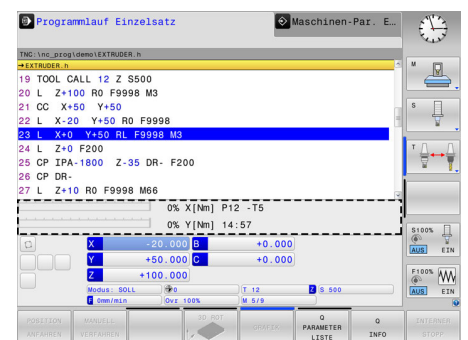 Programmlauf Einzelsatz
Maschinen-Par. E…
TNC:\nc_prog\demo\EXTRUDER.h
→EXTRUDER.h
19 TOOL CALL 12 Z S500
20 L Z+100 R0 F9998 M3
21 CC X+50 Y+50
22 L X-20 Y+50 R0 F9998
23 L X+0 Y+50 RL F9998 M3
24 L Z+0 F200
25 CP IPA-1800 Z-35 DR- F200
26 CP DR-
27 L Z+10 R0 F9998 M66
0% X[Nm] P12 -T5
0% Y[Nm] 14:57
X -20.000 B +0.000
Y +50.000 C +0.000
Z +100.000
Modus: SOLL 0 T 12 Z S 500
F 0mm/min Ovr 100% M 5/9
M
S
T
S100%
AUS EIN
F100%
AUS EIN
POSITION ANFAHREN
MANUELL VERFAHREN
3D ROT
GRAFIK
Q PARAMETER LISTE
Q INFO
INTERNER STOPP